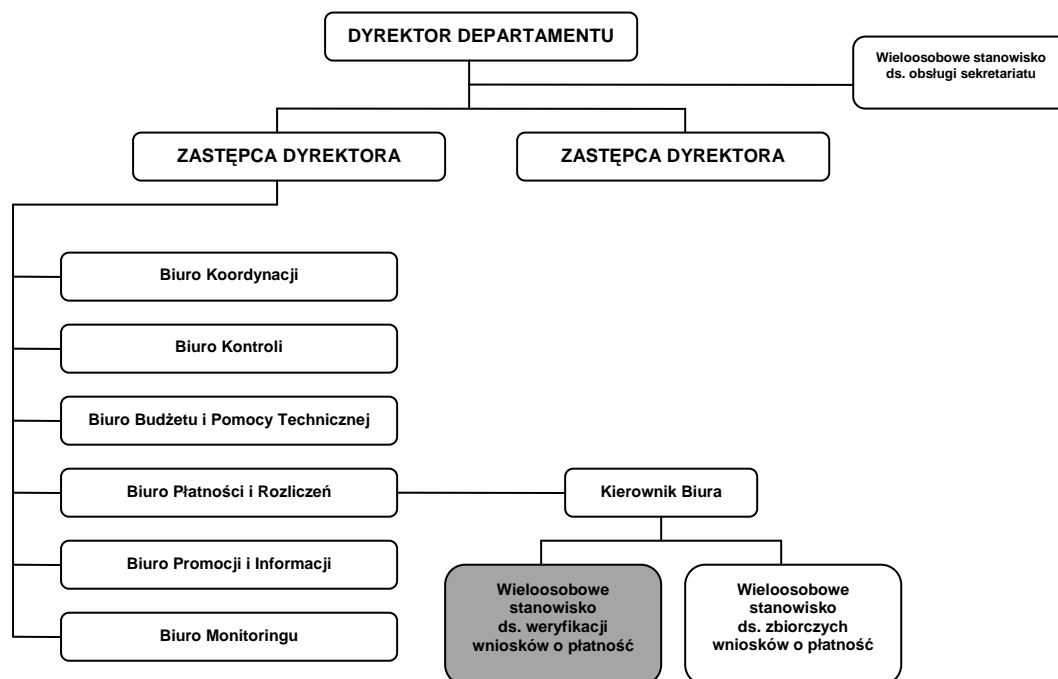 DYREKTOR DEPARTAMENTU
Wieloosobowe stanowisko
ds. obsługi sekretariatu
ZASTĘPCA DYREKTORA
ZASTĘPCA DYREKTORA
Biuro Koordynacji
Biuro Kontroli
Biuro Budżetu i Pomocy Technicznej
Biuro Płatności i Rozliczeń
Kierownik Biura
Biuro Promocji i Informacji
Wieloosobowe
stanowisko
ds. weryfikacji
wniosków o płatność
Wieloosobowe
stanowisko
ds. zbiorczych
wniosków o płatność
Biuro Monitoringu